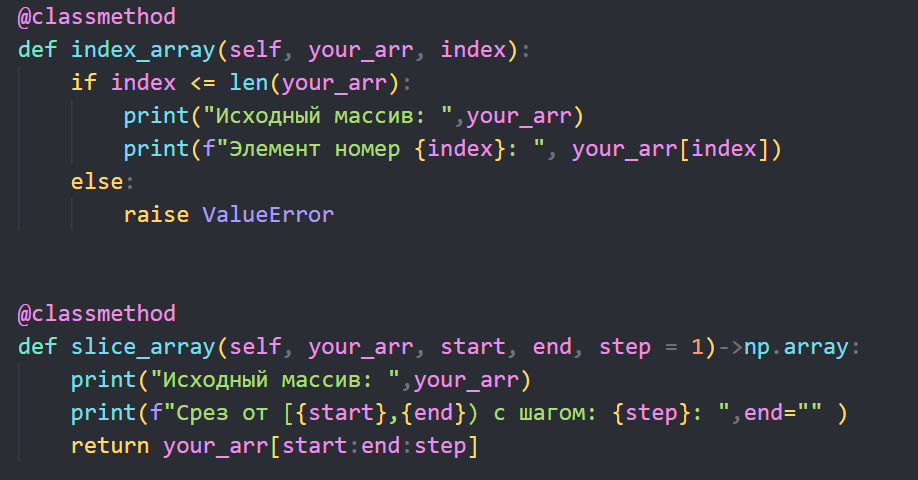 @classmethod
def index_array(self, your_arr, index):
    if index <= len(your_arr):
        print("Исходный массив: ",your_arr)
        print(f"Элемент номер {index}: ", your_arr[index])
    else:
        raise ValueError
@classmethod
def slice_array(self, your_arr, start, end, step = 1)->np.array:
    print("Исходный массив: ",your_arr)
    print(f"Срез от [{start},{end}) с шагом: {step}: ",end="" )
    return your_arr[start:end:step]